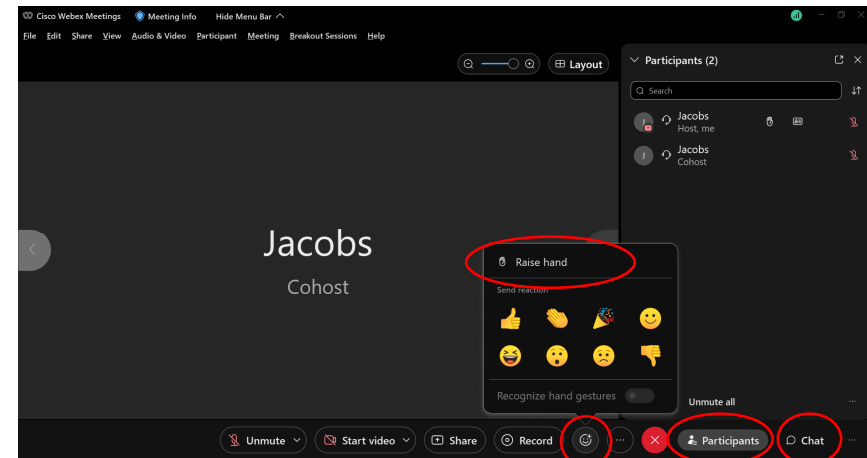 Cisco Webex Meetings Meeting Info Hide Menu Bar
File Edit Share View Audio & Video Participant Meeting Breakout Sessions Help
Layout
Participants (2)
Search
J
Jacobs
Host, me
J
Jacobs
Cohost
Jacobs
Cohost
Raise hand
Send reaction
Recognize hand gestures
Unmute all
Unmute
Start video
Share
Record
Participants
Chat